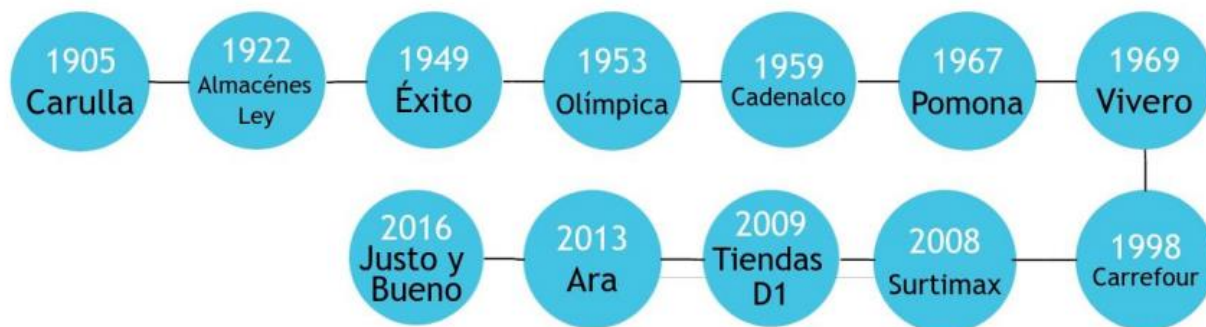 1905
Carulla
1922
Almacénes
Ley
1949
Éxito
1953
Olímpica
1959
Cadenalco
1967
Pomona
1969
Vivero
1998
Carrefour
2008
Surtimax
2009
Tiendas
D1
2013
Ara
2016
Justo y
Bueno